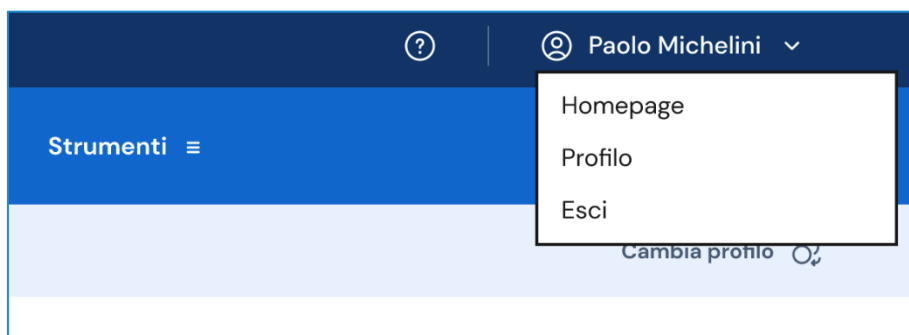 Paolo Michelini
Homepage
Strumenti
Profilo
Esci
Cambia profilo